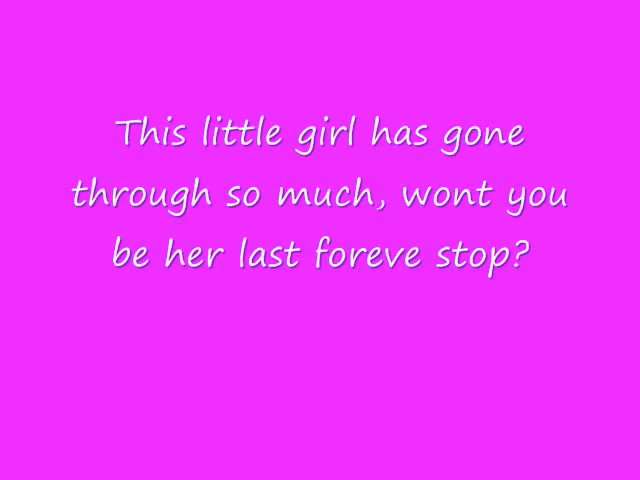 This little girl has gone
through so much, wont you
be her last foreve stop?